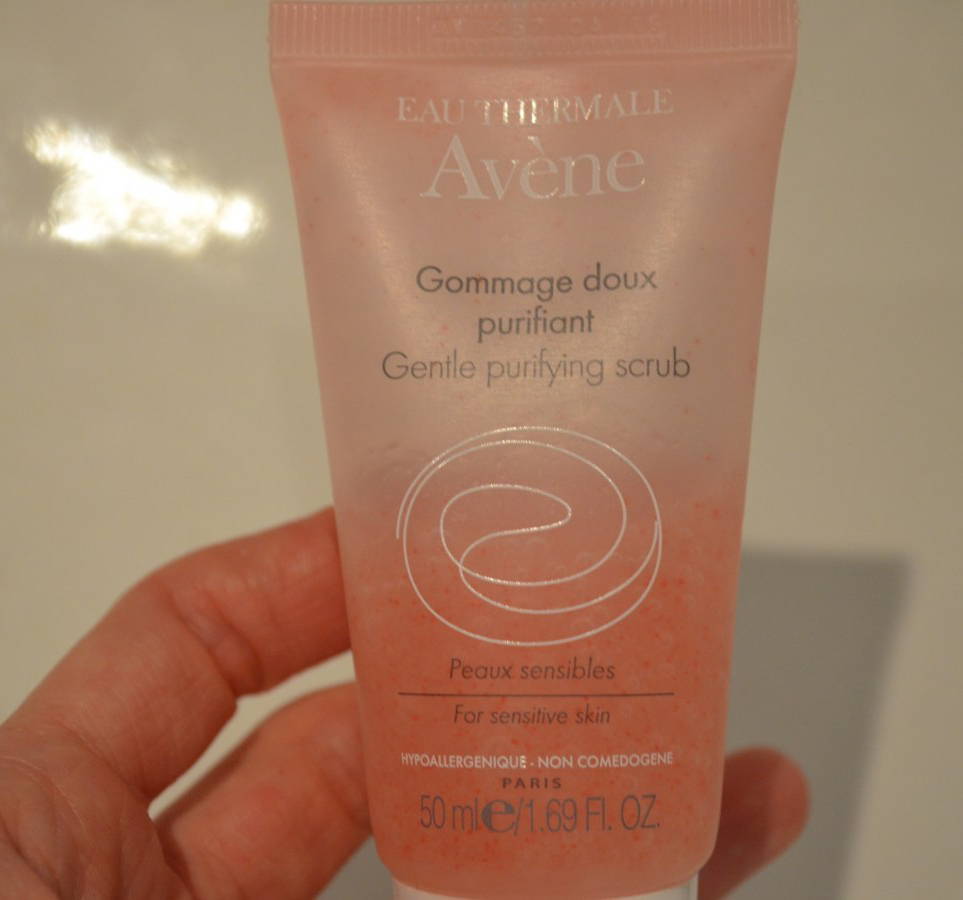 EAU THERMALE
Avène
Gommage doux
purifiant
Gentle purifying scrub
Peaux sensibles
For sensitive skin
HYPOALLERGENIQUE - NON COMEDOGENE
PARIS
50 ml e/1.69 Fl. OZ.